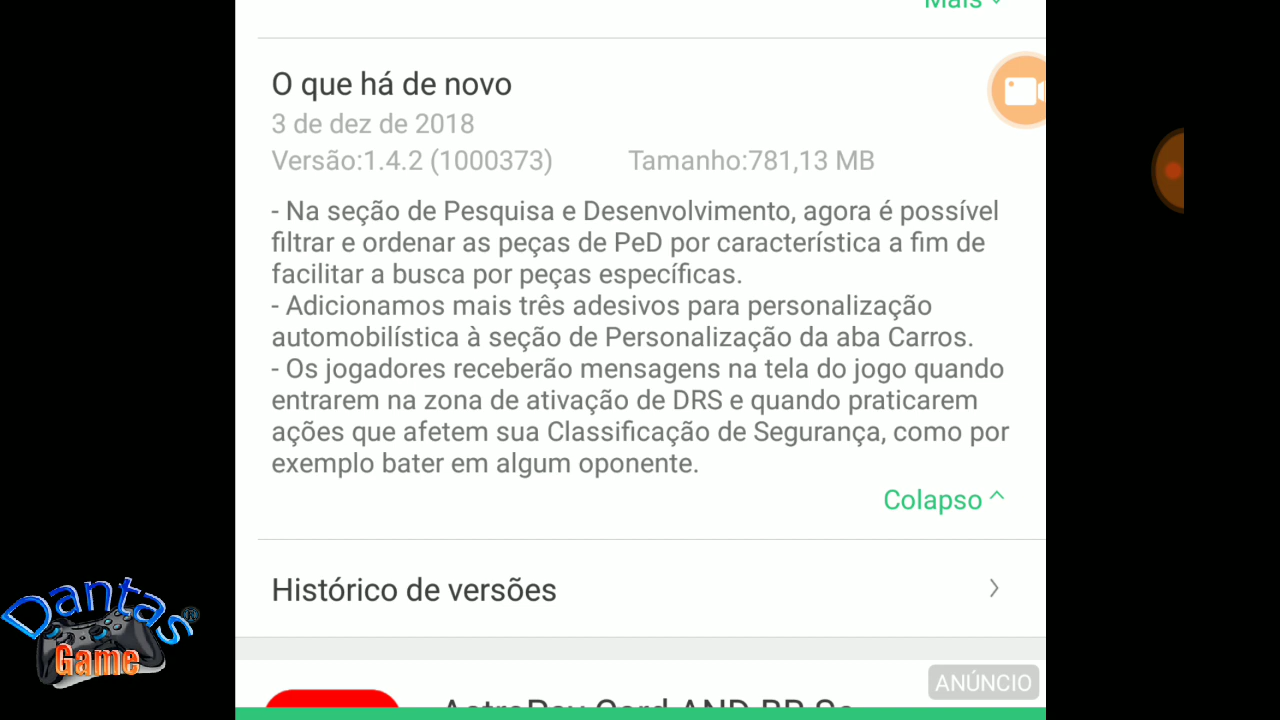 Mais
O que há de novo
3 de dez de 2018
Versão:1.4.2 (1000373) Tamanho:781,13 MB
- Na seção de Pesquisa e Desenvolvimento, agora é possível
filtrar e ordenar as peças de PeD por característica a fim de
facilitar a busca por peças específicas.
- Adicionamos mais três adesivos para personalização
automobilística à seção de Personalização da aba Carros.
- Os jogadores receberão mensagens na tela do jogo quando
entrarem na zona de ativação de DRS e quando praticarem
ações que afetem sua Classificação de Segurança, como por
exemplo bater em algum oponente.
Colapso
Histórico de versões
ANÚNCIO
AstroPay Card AND BR
Dantas®
Game